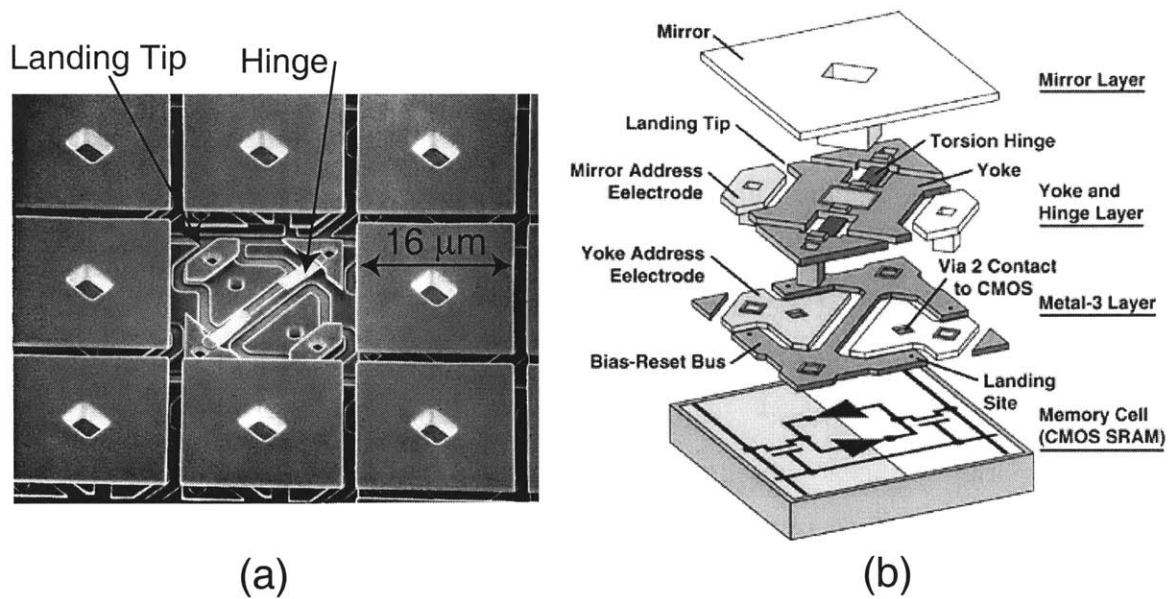 Landing Tip
Hinge
16 μm
(a)
Mirror
Mirror Layer
Landing Tip
Torsion Hinge
Mirror Address
Eelectrode
Yoke
Yoke and
Hinge Layer
Yoke Address
Eelectrode
Via 2 Contact
to CMOS
Metal-3 Layer
Bias-Reset Bus
Landing
Site
Memory Cell
(CMOS SRAM)
(b)